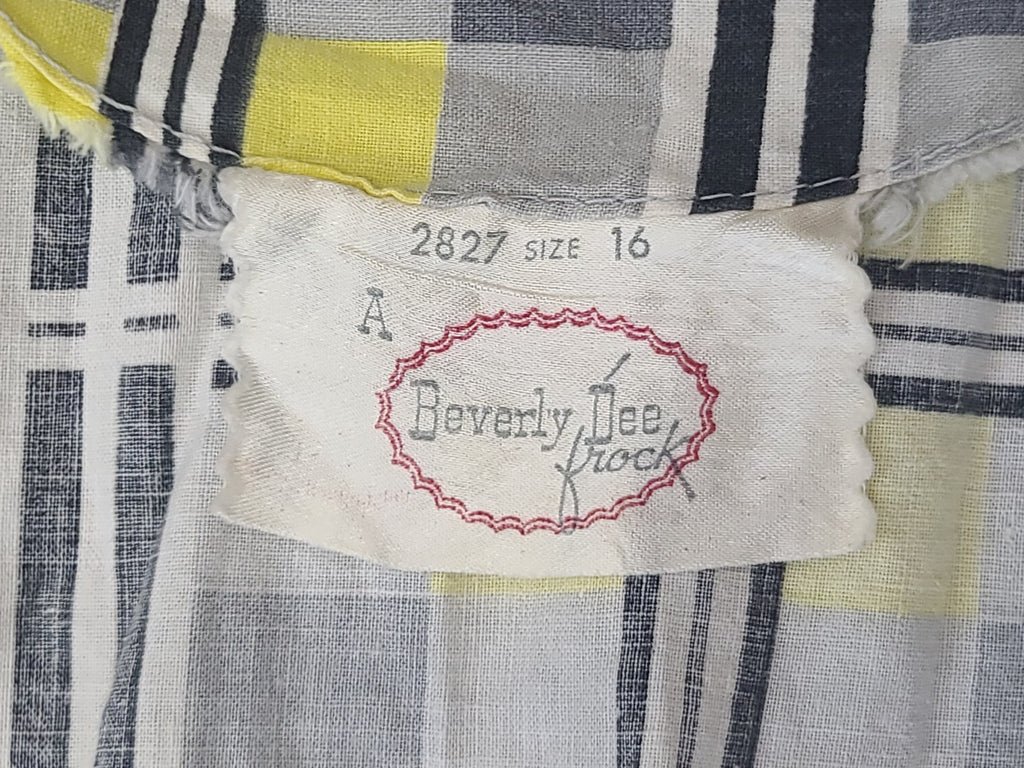 2827 SIZE 16
A
Beverly Dee
frock